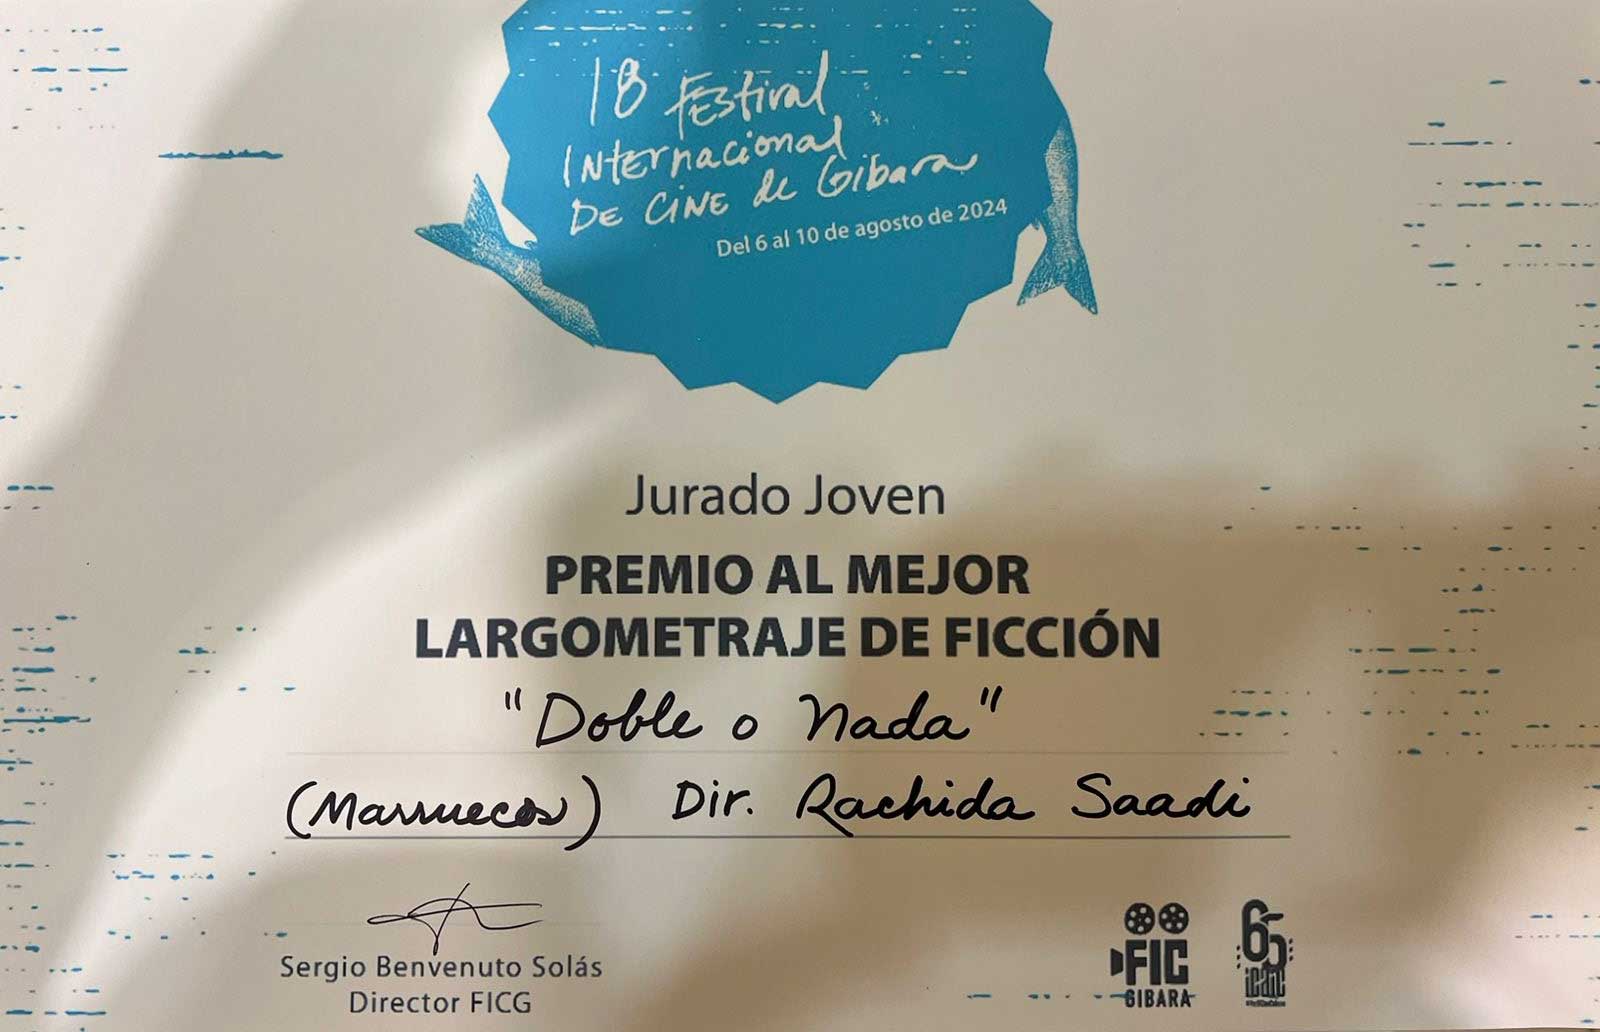 18 Festival
Internacional
DE CINE de Gibara
Del 6 al 10 de agosto de 2024
Jurado Joven
PREMIO AL MEJOR
LARGOMETRAJE DE FICCIÓN
"Doble o Nada"
(Marruecos) Dir. Rachida Saadi
Sergio Benvenuto Solás
Director FICG
FIC
GIBARA
65
icaic